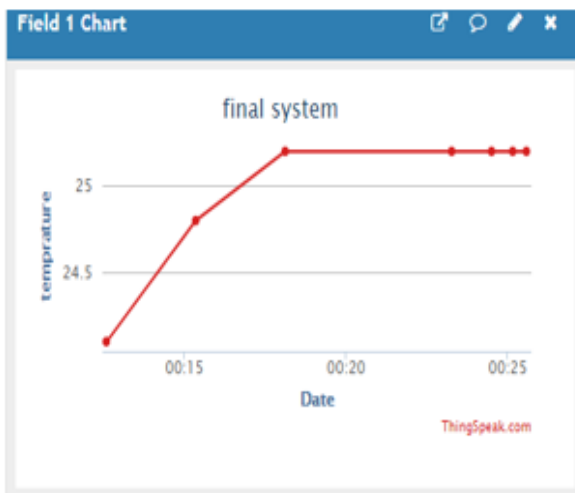 Field 1 Chart
final system
temprature
25
24.5
00:15 00:20 00:25
Date
ThingSpeak.com